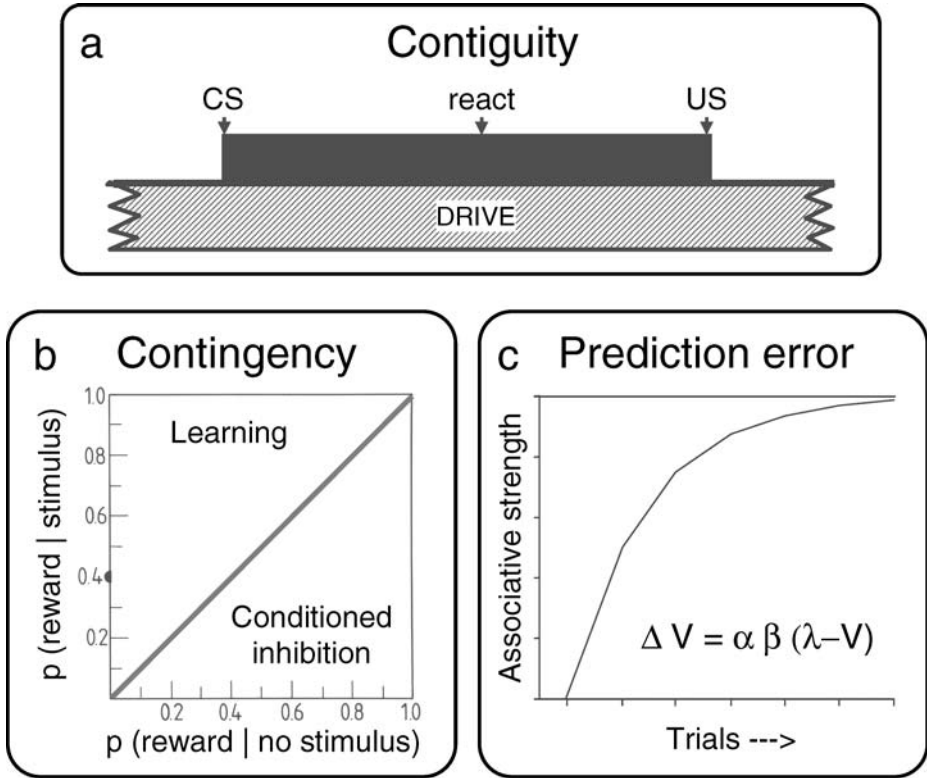 a
Contiguity
CS
react
US
DRIVE
b
Contingency
p (reward | stimulus)
1.0
0.8
0.6
0.4
0.2
Learning
Conditioned
inhibition
0.2 0.4 0.6 0.8 1.0
p (reward | no stimulus)
c
Prediction error
Associative strength
Δ V = α β (λ–V)
Trials --->